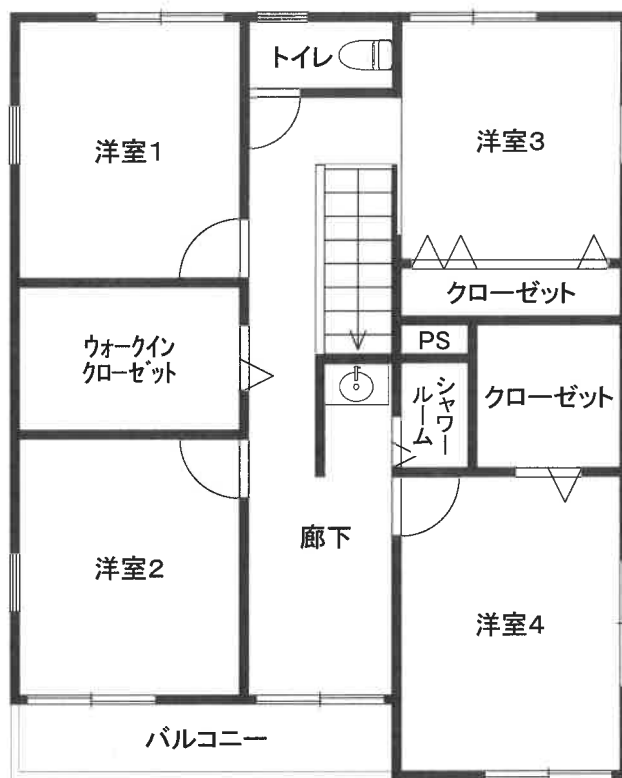 トイレ
洋室1
洋室3
クローゼット
ウォークイン
クローゼット
PS
シャワー
ルーム
クローゼット
廊下
洋室2
洋室4
バルコニー